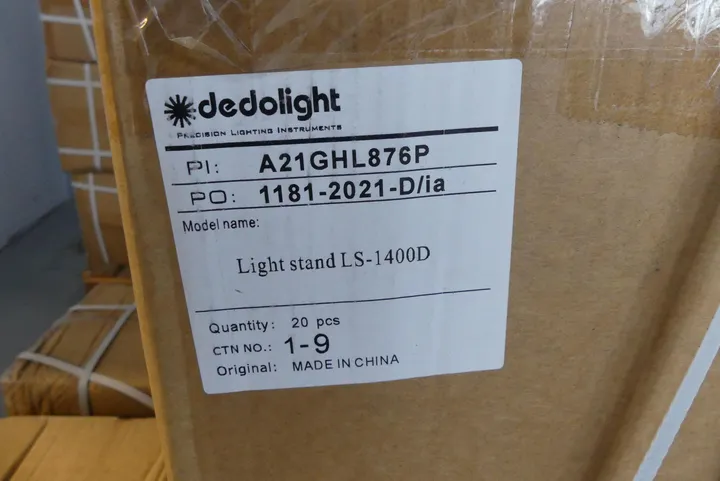 dedolight
PRECISION LIGHTING INSTRUMENTS
PI: A21GHL876P
PO: 1181-2021-D/ia
Model name:
Light stand LS-1400D
Quantity: 20 pcs
CTN NO.: 1-9
Original: MADE IN CHINA